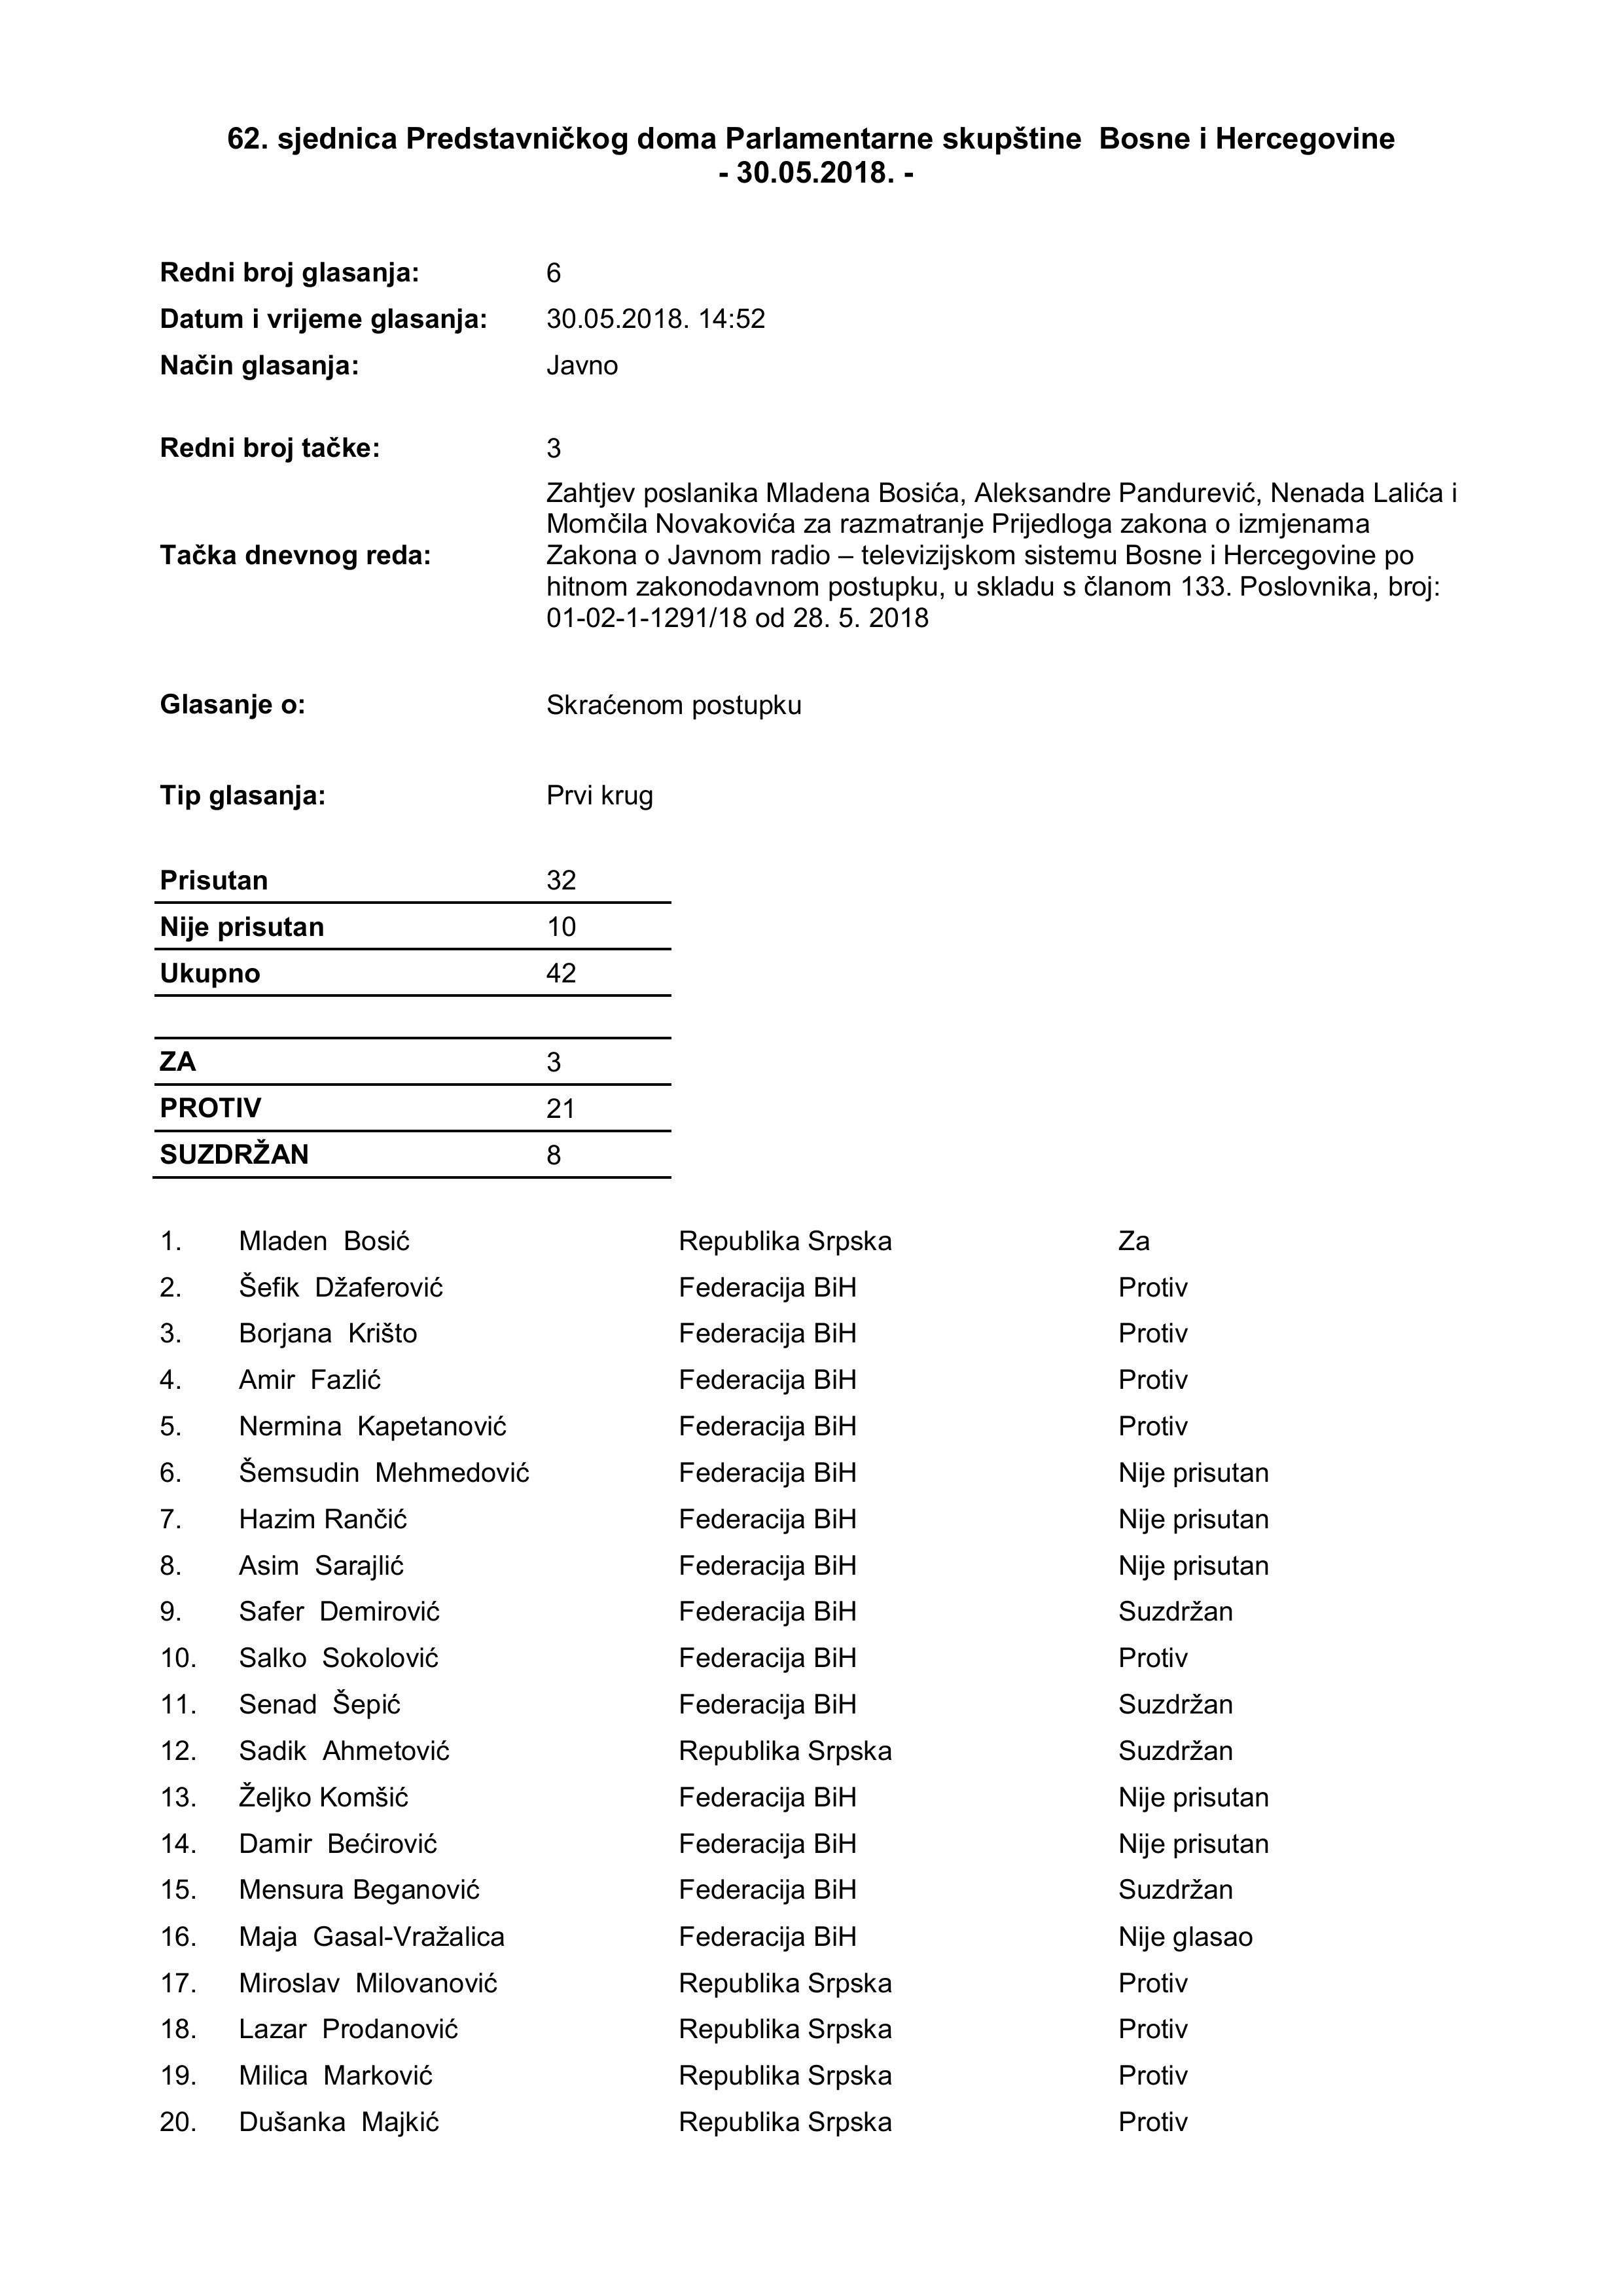 62. sjednica Predstavničkog doma Parlamentarne skupštine Bosne i Hercegovine
- 30.05.2018. -
Redni broj glasanja: 6
Datum i vrijeme glasanja: 30.05.2018. 14:52
Način glasanja: Javno
Redni broj tačke: 3
Tačka dnevnog reda: Zahtjev poslanika Mladena Bosića, Aleksandre Pandurević, Nenada Lalića i
Momčila Novakovića za razmatranje Prijedloga zakona o izmjenama
Zakona o Javnom radio – televizijskom sistemu Bosne i Hercegovine po
hitnom zakonodavnom postupku, u skladu s članom 133. Poslovnika, broj:
01-02-1-1291/18 od 28. 5. 2018
Glasanje o: Skraćenom postupku
Tip glasanja: Prvi krug
Prisutan 32
Nije prisutan 10
Ukupno 42
ZA 3
PROTIV 21
SUZDRŽAN 8
1. Mladen Bosić Republika Srpska Za
2. Šefik Džaferović Federacija BiH Protiv
3. Borjana Krišto Federacija BiH Protiv
4. Amir Fazlić Federacija BiH Protiv
5. Nermina Kapetanović Federacija BiH Protiv
6. Šemsudin Mehmedović Federacija BiH Nije prisutan
7. Hazim Rančić Federacija BiH Nije prisutan
8. Asim Sarajlić Federacija BiH Nije prisutan
9. Safer Demirović Federacija BiH Suzdržan
10. Salko Sokolović Federacija BiH Protiv
11. Senad Šepić Federacija BiH Suzdržan
12. Sadik Ahmetović Republika Srpska Suzdržan
13. Željko Komšić Federacija BiH Nije prisutan
14. Damir Bećirović Federacija BiH Nije prisutan
15. Mensura Beganović Federacija BiH Suzdržan
16. Maja Gasal-Vražalica Federacija BiH Nije glasao
17. Miroslav Milovanović Republika Srpska Protiv
18. Lazar Prodanović Republika Srpska Protiv
19. Milica Marković Republika Srpska Protiv
20. Dušanka Majkić Republika Srpska Protiv